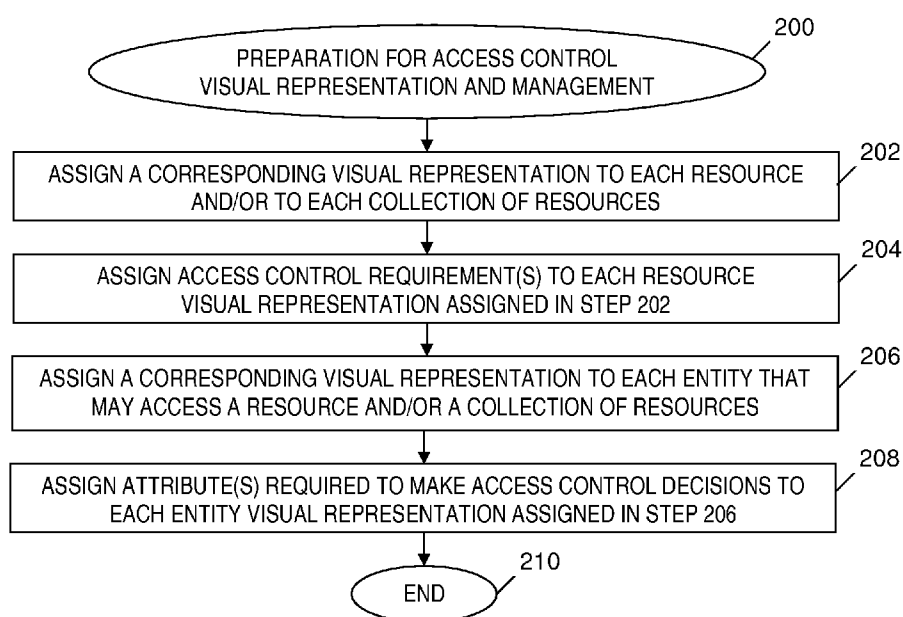 200
PREPARATION FOR ACCESS CONTROL
VISUAL REPRESENTATION AND MANAGEMENT
202
ASSIGN A CORRESPONDING VISUAL REPRESENTATION TO EACH RESOURCE
AND/OR TO EACH COLLECTION OF RESOURCES
204
ASSIGN ACCESS CONTROL REQUIREMENT(S) TO EACH RESOURCE
VISUAL REPRESENTATION ASSIGNED IN STEP 202
206
ASSIGN A CORRESPONDING VISUAL REPRESENTATION TO EACH ENTITY THAT
MAY ACCESS A RESOURCE AND/OR A COLLECTION OF RESOURCES
208
ASSIGN ATTRIBUTE(S) REQUIRED TO MAKE ACCESS CONTROL DECISIONS TO
EACH ENTITY VISUAL REPRESENTATION ASSIGNED IN STEP 206
210
END